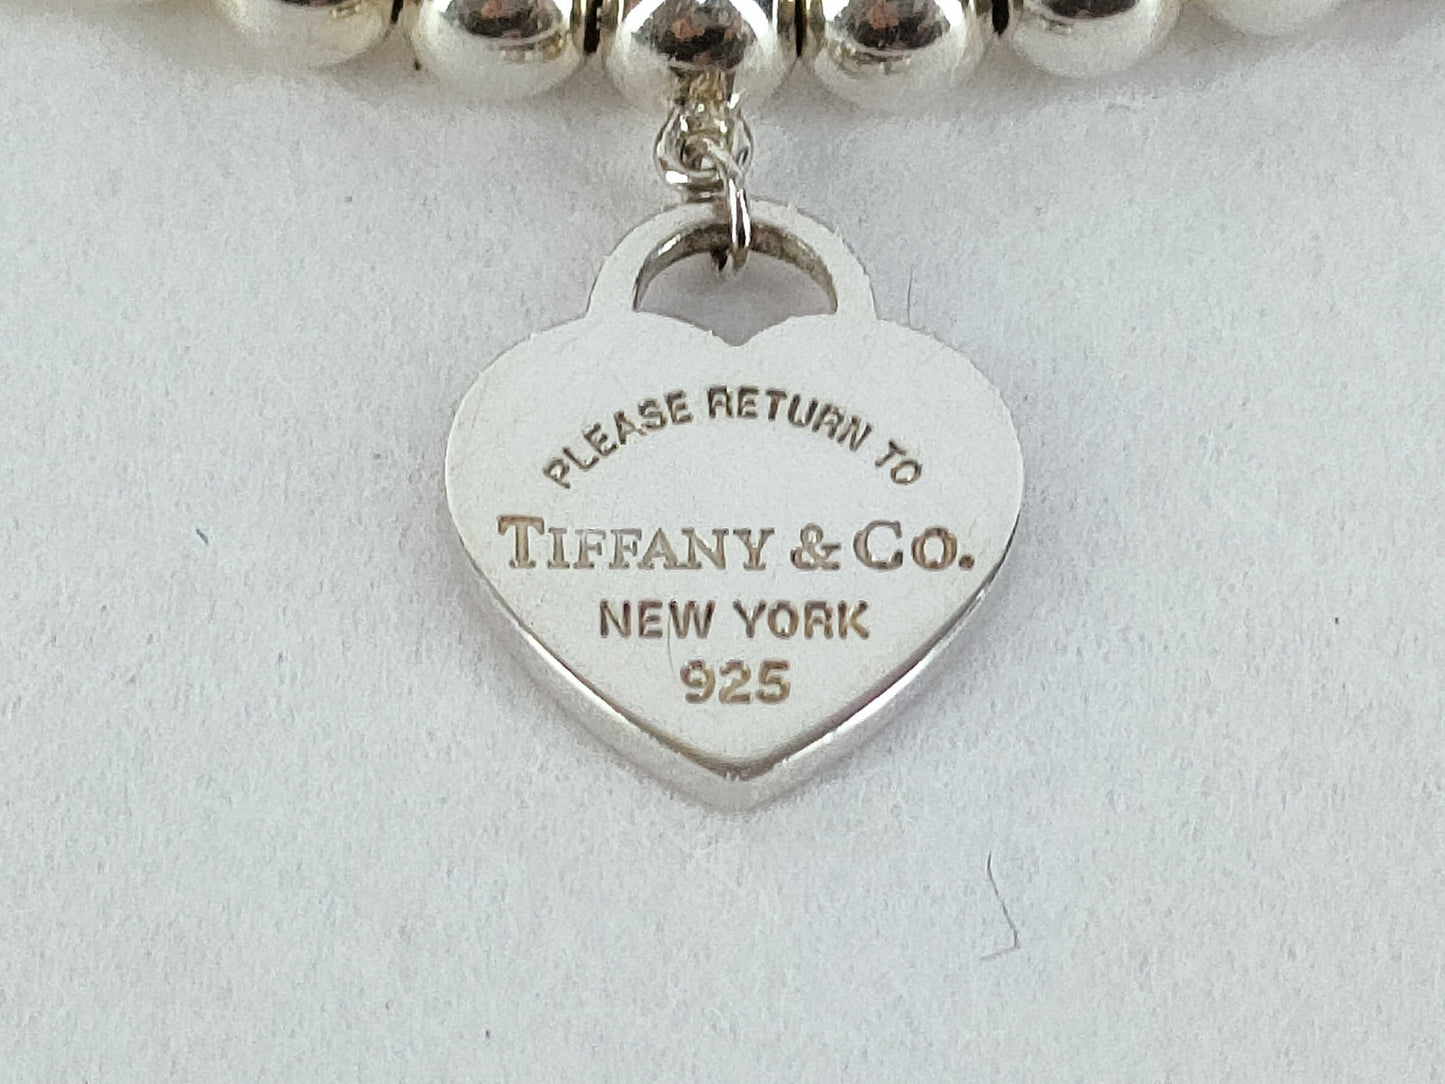 PLEASE RETURN TO
TIFFANY & CO.
NEW YORK
925